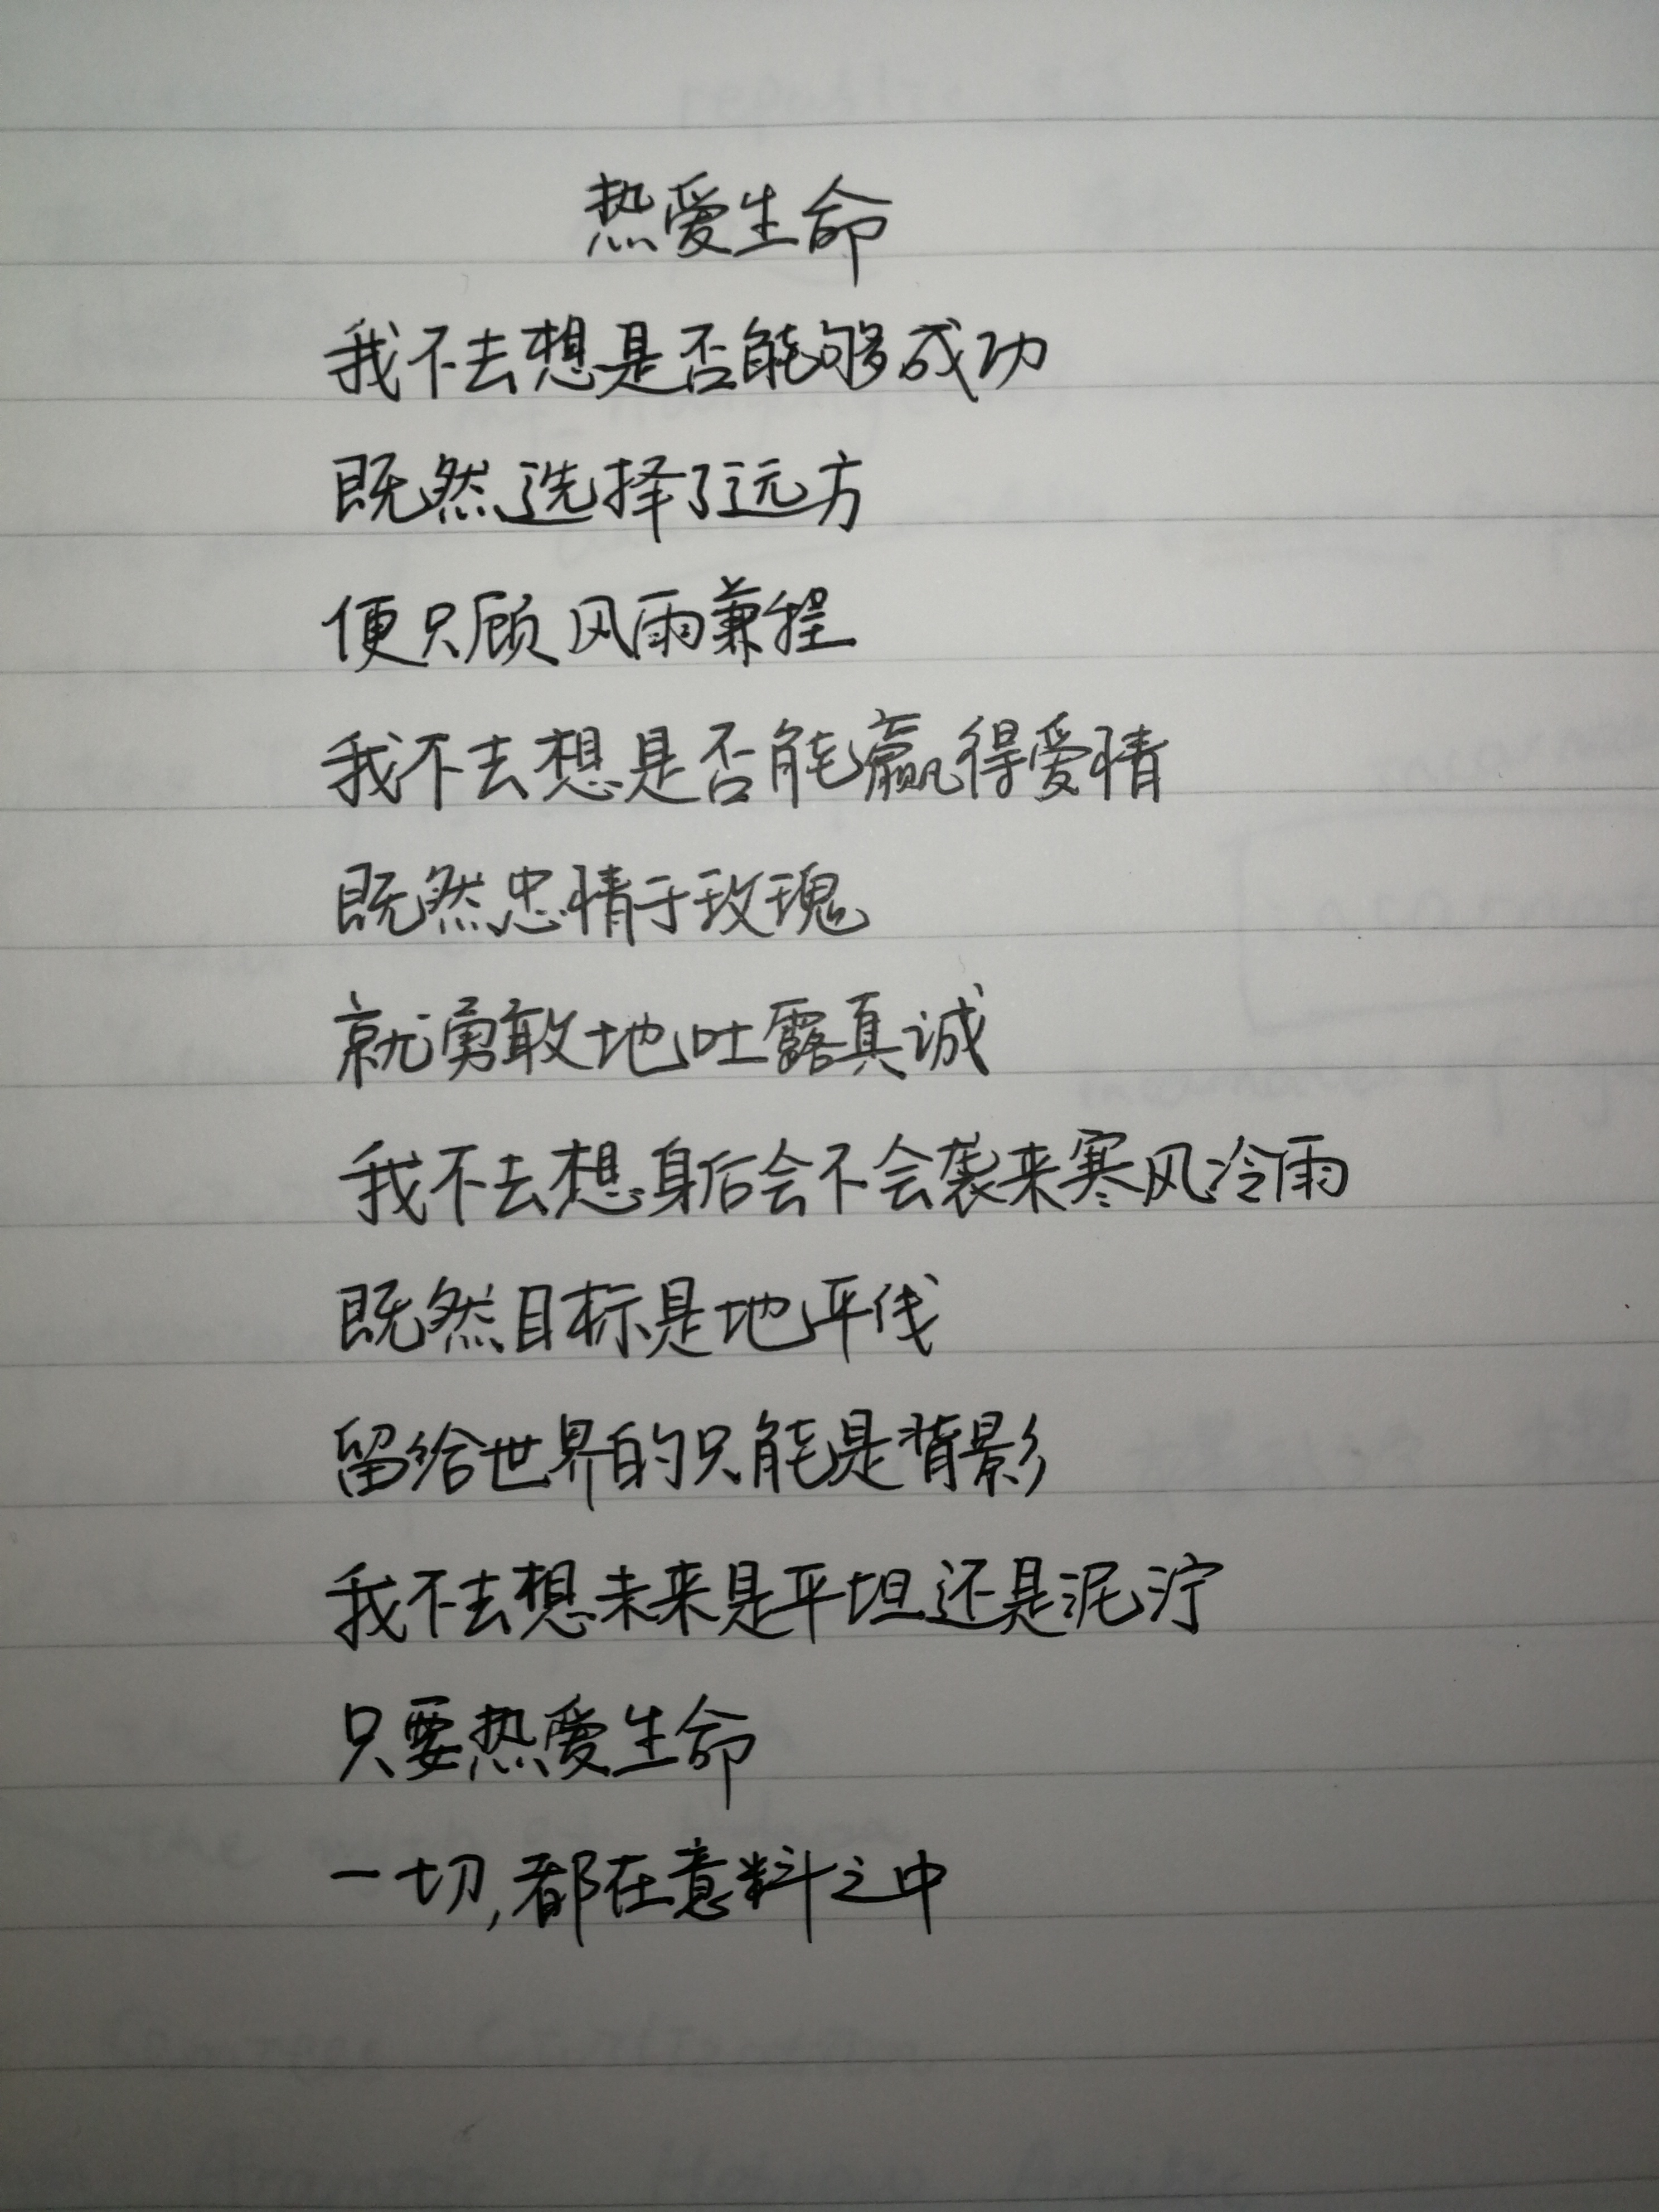 热爱生命
我不去想是否能够成功
既然选择了远方
便只顾风雨兼程
我不去想是否能赢得爱情
既然忠情于玫瑰
就勇敢地吐露真诚
我不去想身后会不会袭来寒风冷雨
既然目标是地平线
留给世界的只能是背影
我不去想未来是平坦还是泥泞
只要热爱生命
一切,都在意料之中